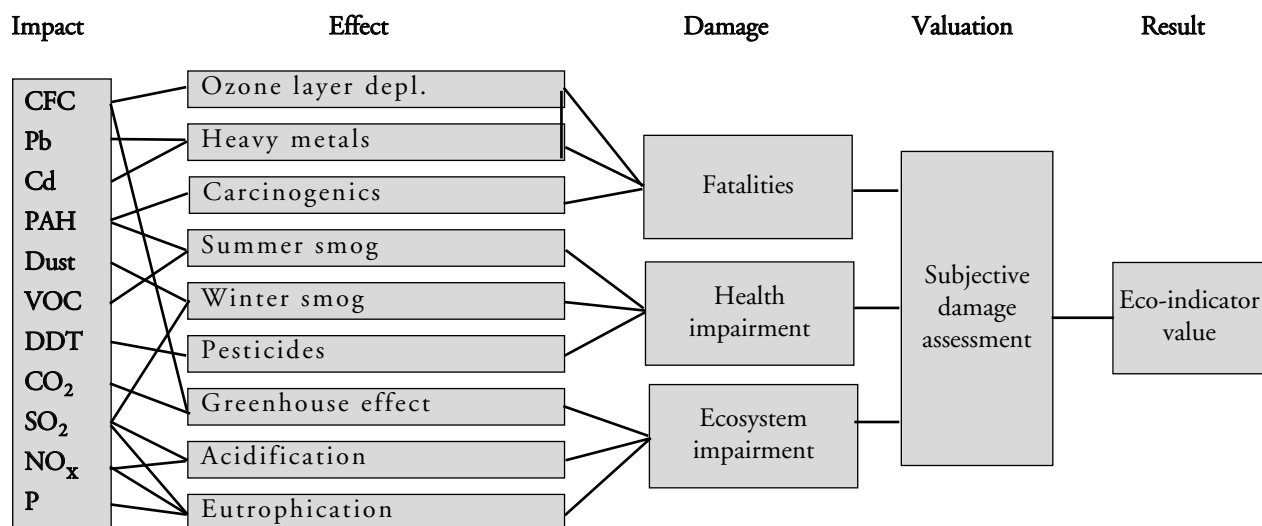 Impact Effect Damage Valuation Result
CFC
Pb
Cd
PAH
Dust
VOC
DDT
CO₂
SO₂
NOₓ
P
Ozone layer depl.
Heavy metals
Carcinogenics
Summer smog
Winter smog
Pesticides
Greenhouse effect
Acidification
Eutrophication
Fatalities
Health
impairment
Ecosystem
impairment
Subjective
damage
assessment
Eco-indicator
value